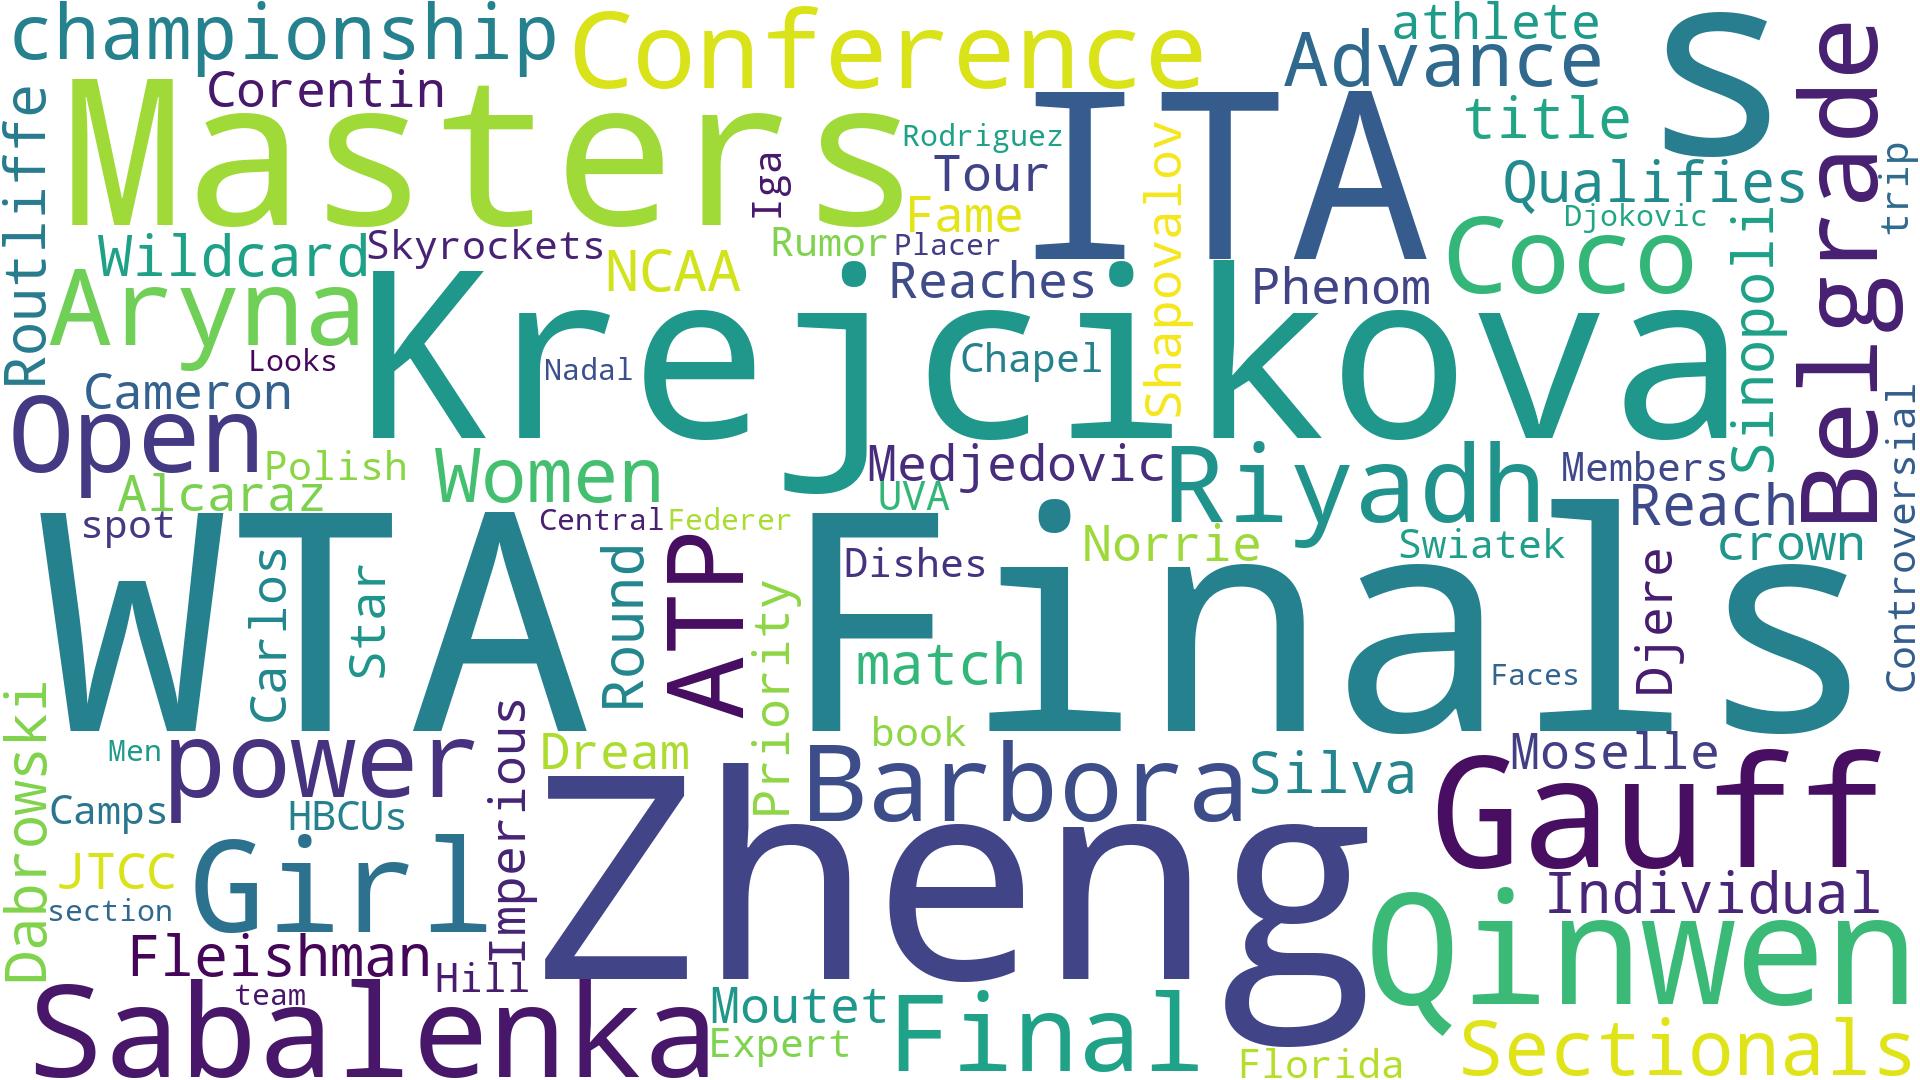 championship
Conference
athlete
Advance
s
Belgrade
Corentin
Masters
ITA
title
Routliffe
Rodriguez
Iga
Tour
Shapovalov
Qualifies
trip
Fame
Djokovic
Wildcard
Skyrockets
NCAA
Rumor
Placer
Reaches
Phenom
Coco
Sinopoli
Aryna
Krejcikova
Looks
Nadal
Chapel
Cameron
Open
Controversial
Polish
Women
Medjedovic
Riyadh
Members
Alcaraz
UVA
Reach
spot
Central
Federer
Norrie
Swiatek
crown
WTA Finals
Carlos
Star
Round
ATP
Dishes
Priority
match
Faces
Djere
Dabrowski
Men
power
Imperious
Dream
book
Barbora
Silva
Moselle
Gauff
Camps
HBCUs
Zheng
JTCC
Girl
section
Individual
Qinwen
Fleishman
Hill
Sabalenka
team
Moutet
Expert
Final
Florida
Sectionals